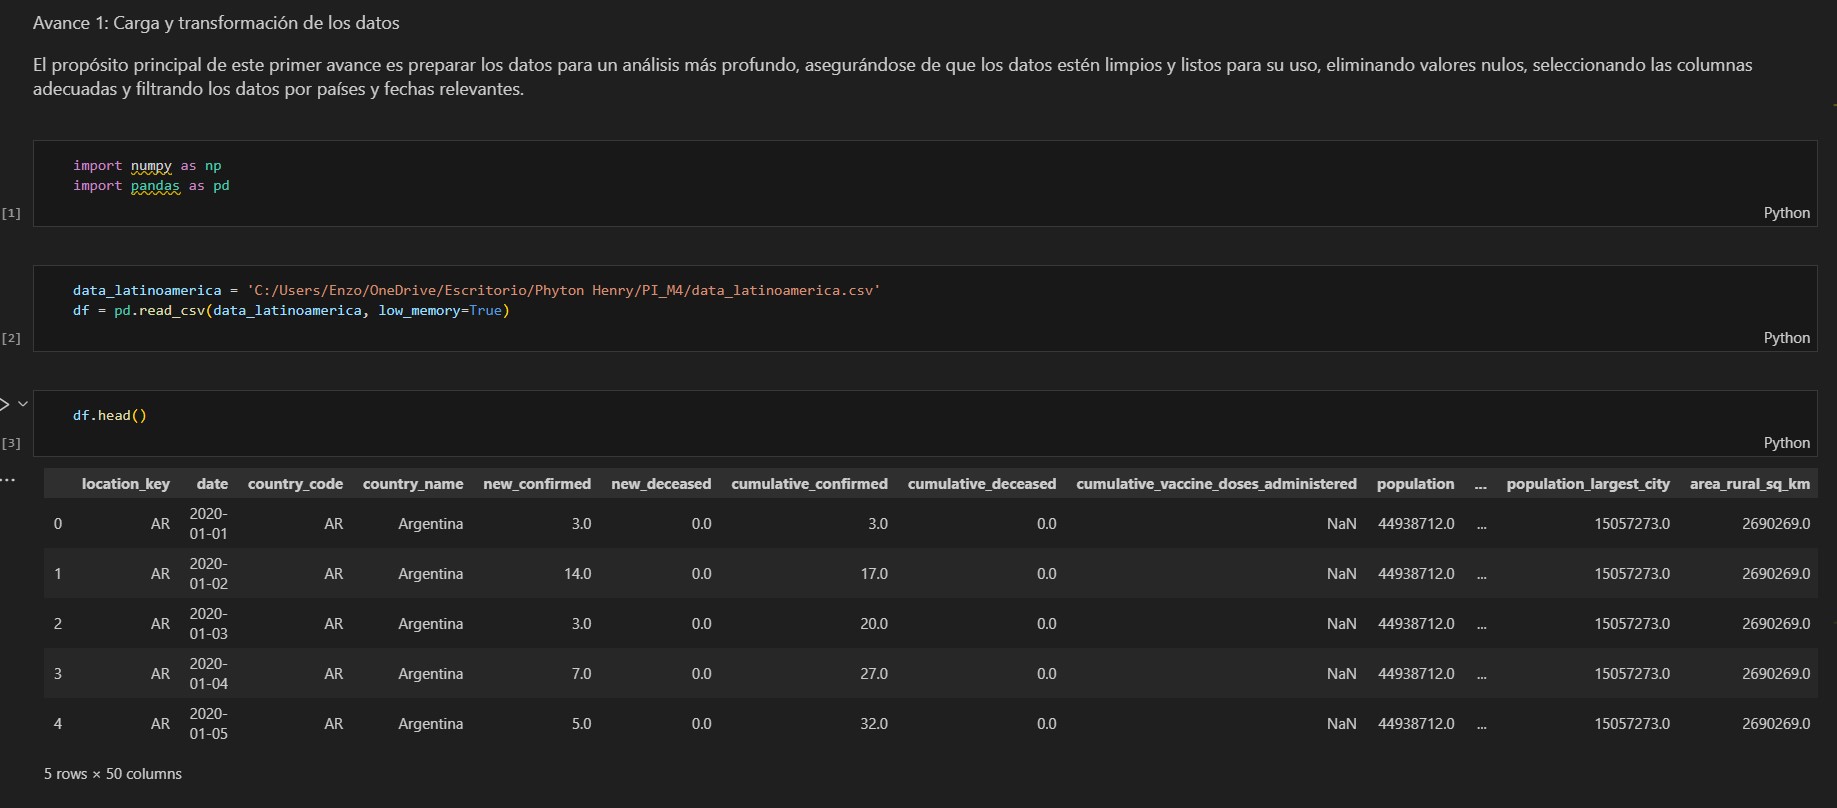 Avance 1: Carga y transformación de los datos
El propósito principal de este primer avance es preparar los datos para un análisis más profundo, asegurándose de que los datos estén limpios y listos para su uso, eliminando valores nulos, seleccionando las columnas
adecuadas y filtrando los datos por países y fechas relevantes.
import numpy as np
import pandas as pd
[1]
Python
data_latinoamerica = 'C:/Users/Enzo/OneDrive/Escritorio/Phyton Henry/PI_M4/data_latinoamerica.csv'
df = pd.read_csv(data_latinoamerica, low_memory=True)
[2]
Python
df.head()
[3]
Python
...
location_key date country_code country_name new_confirmed new_deceased cumulative_confirmed cumulative_deceased cumulative_vaccine_doses_administered population ... population_largest_city area_rural_sq_km
0 AR 2020-01-01 AR Argentina 3.0 0.0 3.0 0.0 NaN 44938712.0 ... 15057273.0 2690269.0
1 AR 2020-01-02 AR Argentina 14.0 0.0 17.0 0.0 NaN 44938712.0 ... 15057273.0 2690269.0
2 AR 2020-01-03 AR Argentina 3.0 0.0 20.0 0.0 NaN 44938712.0 ... 15057273.0 2690269.0
3 AR 2020-01-04 AR Argentina 7.0 0.0 27.0 0.0 NaN 44938712.0 ... 15057273.0 2690269.0
4 AR 2020-01-05 AR Argentina 5.0 0.0 32.0 0.0 NaN 44938712.0 ... 15057273.0 2690269.0
5 rows × 50 columns